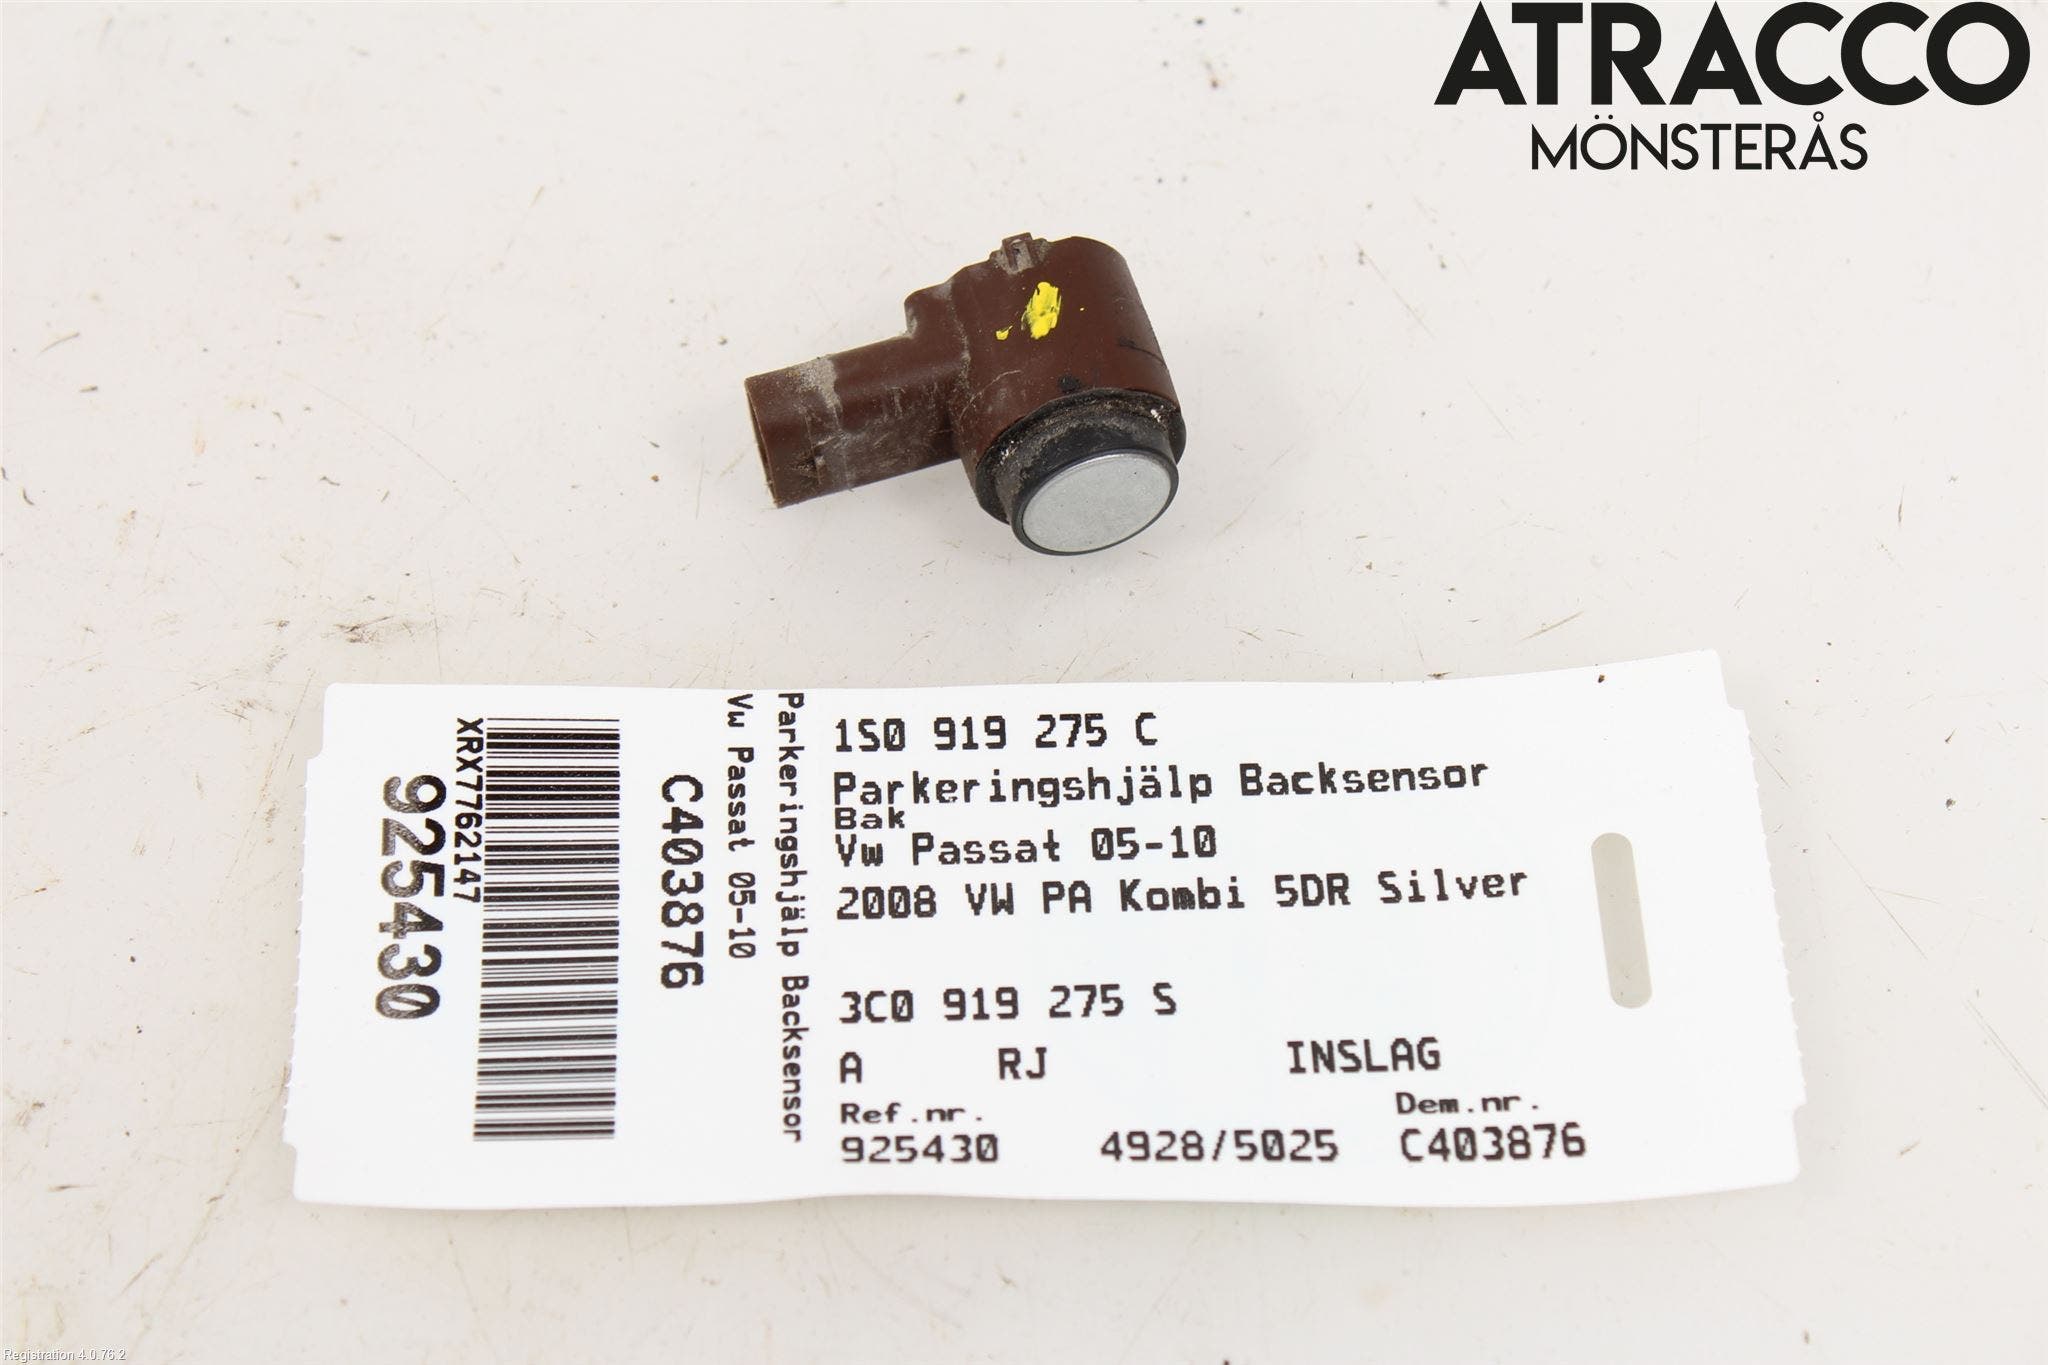 ATRACCO
MÖNSTERÅS
1S0 919 275 C
Parkeringshjälp Backsensor
Bak
Vw Passat 05-10
2008 VW PA Kombi 5DR Silver
3C0 919 275 S
A RJ INSLAG
Ref.nr. Dem.nr.
925430 4928/5025 C403876
Parkeringshjälp Backsensor
Vw Passat 05-10
C403876
XRX7762147
925430
Registration 4.0.76.2